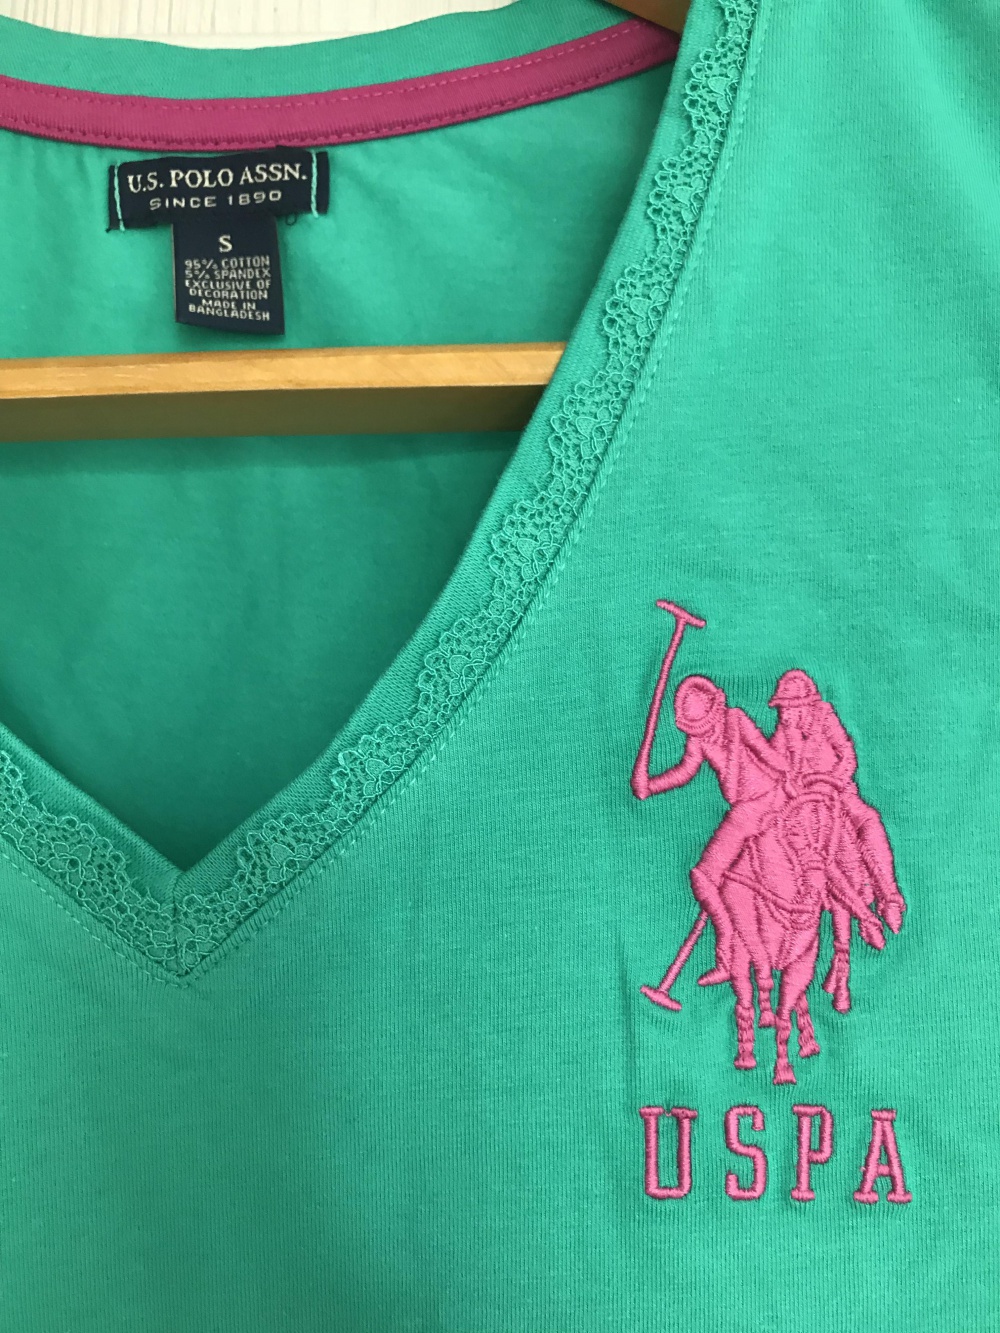 U.S. POLO ASSN.
SINCE 1890
S
95% COTTON
5% SPANDEX
EXCLUSIVE OF
DECORATION
MADE IN
BANGLADESH
USPA